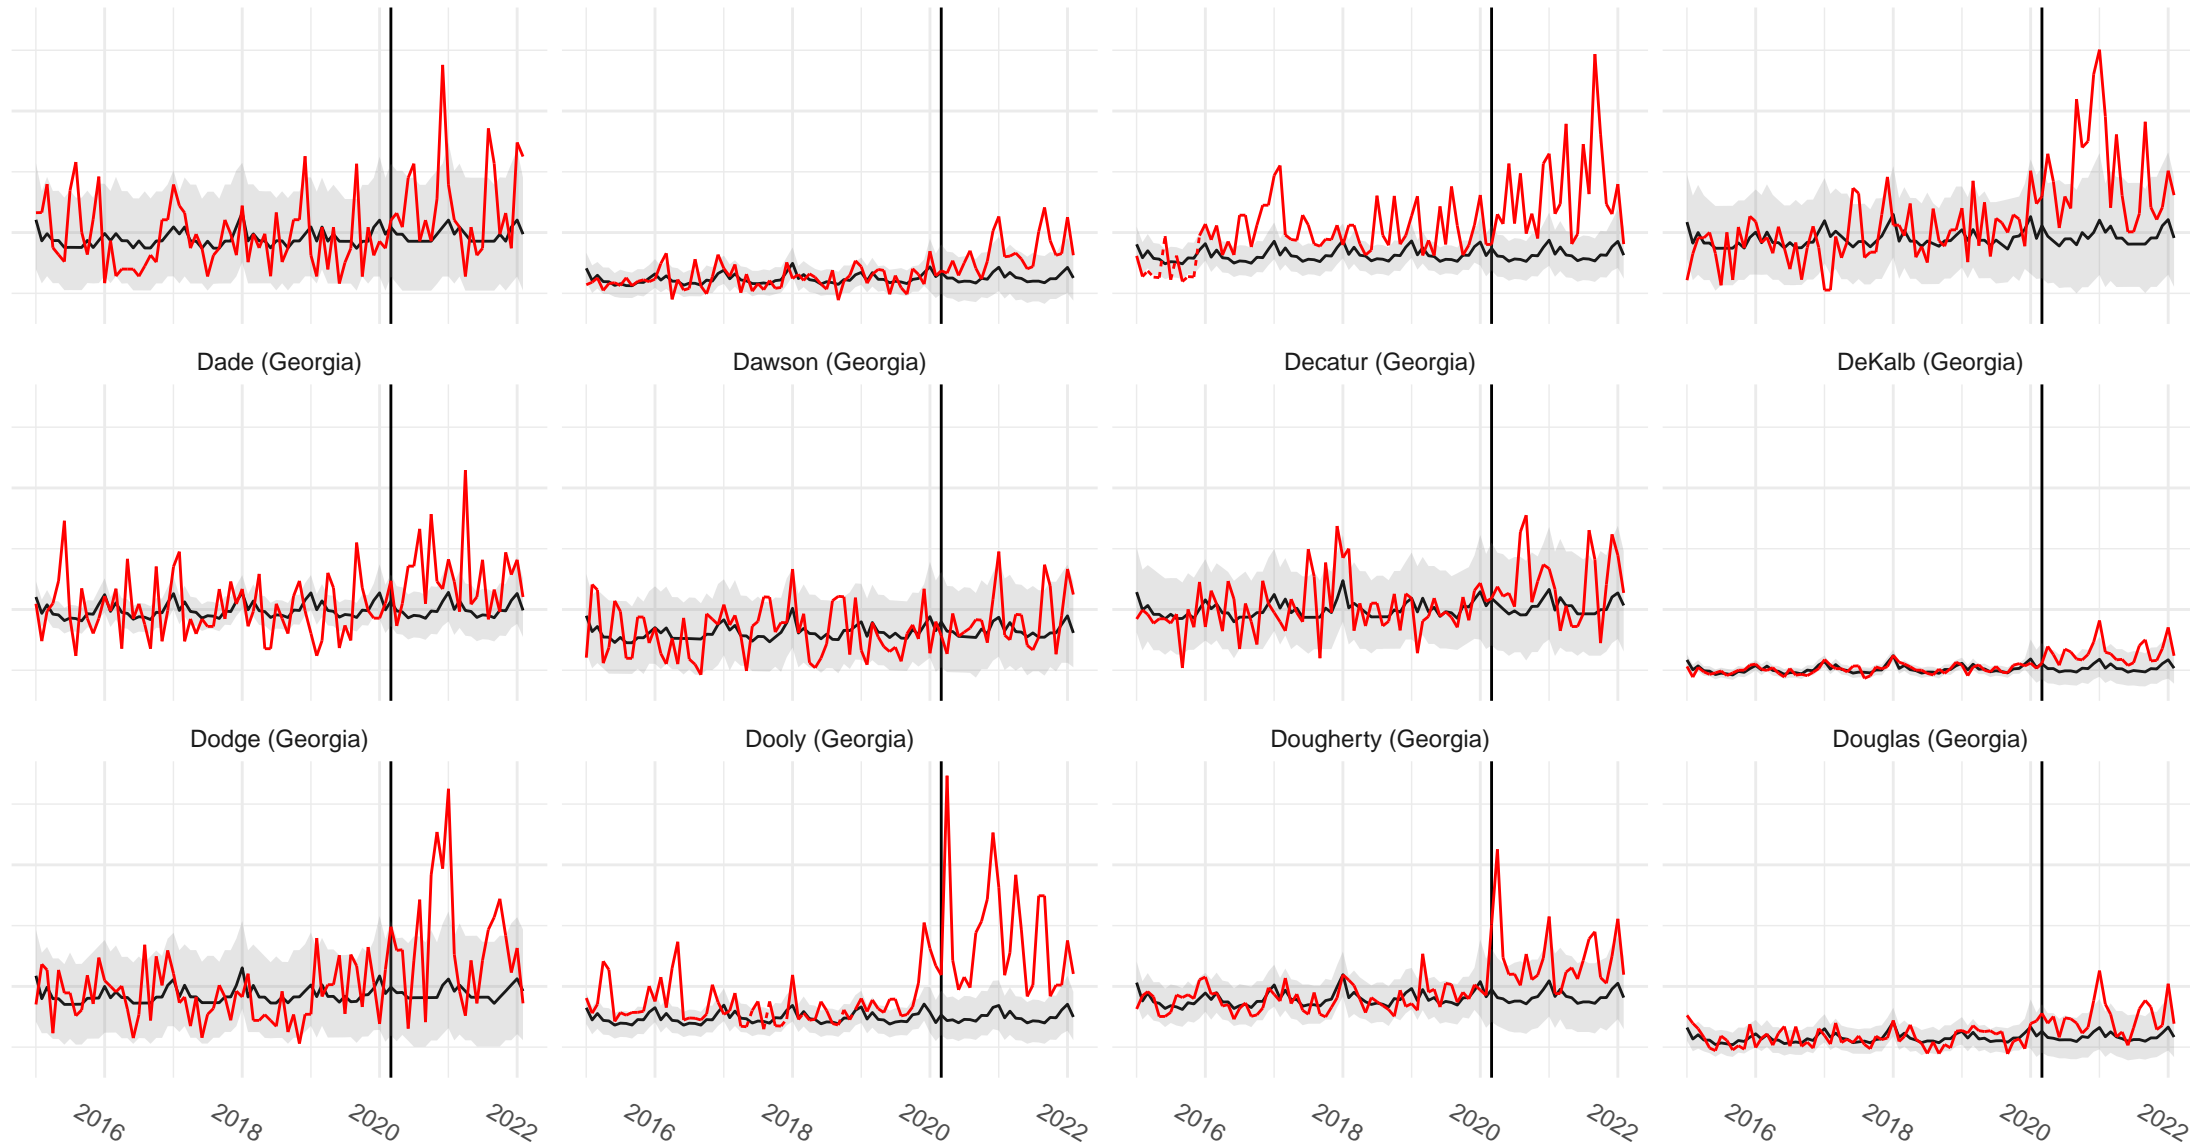 Dade (Georgia) Dawson (Georgia) Decatur (Georgia) DeKalb (Georgia)
Dodge (Georgia) Dooly (Georgia) Dougherty (Georgia) Douglas (Georgia)
2016 2018 2020 2022 2016 2018 2020 2022 2016 2018 2020 2022 2016 2018 2020 2022